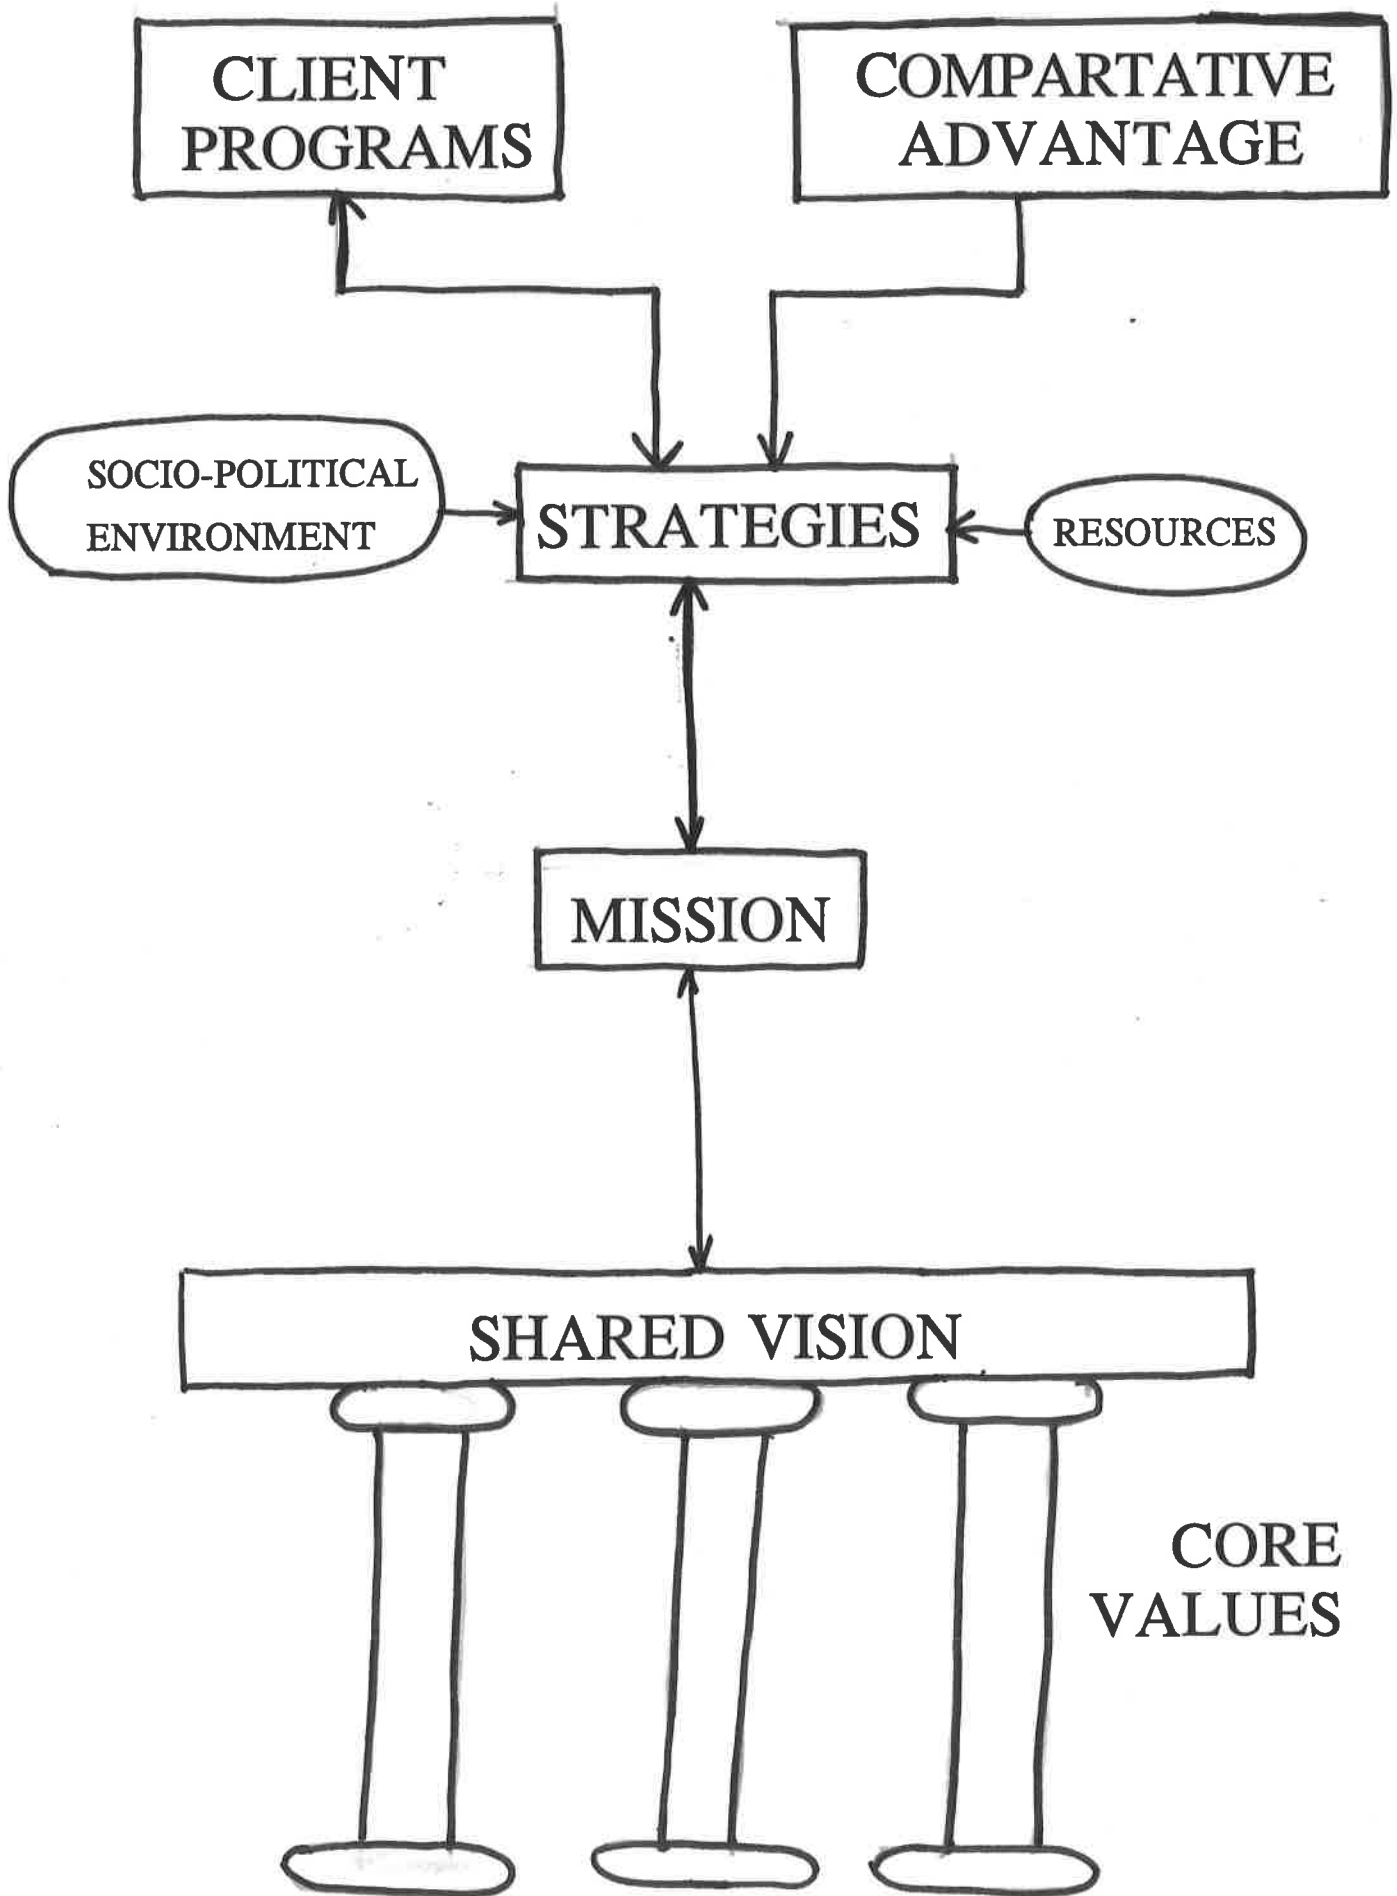 CLIENT
PROGRAMS
COMPARTATIVE
ADVANTAGE
SOCIO-POLITICAL
ENVIRONMENT
STRATEGIES
RESOURCES
MISSION
SHARED VISION
CORE
VALUES